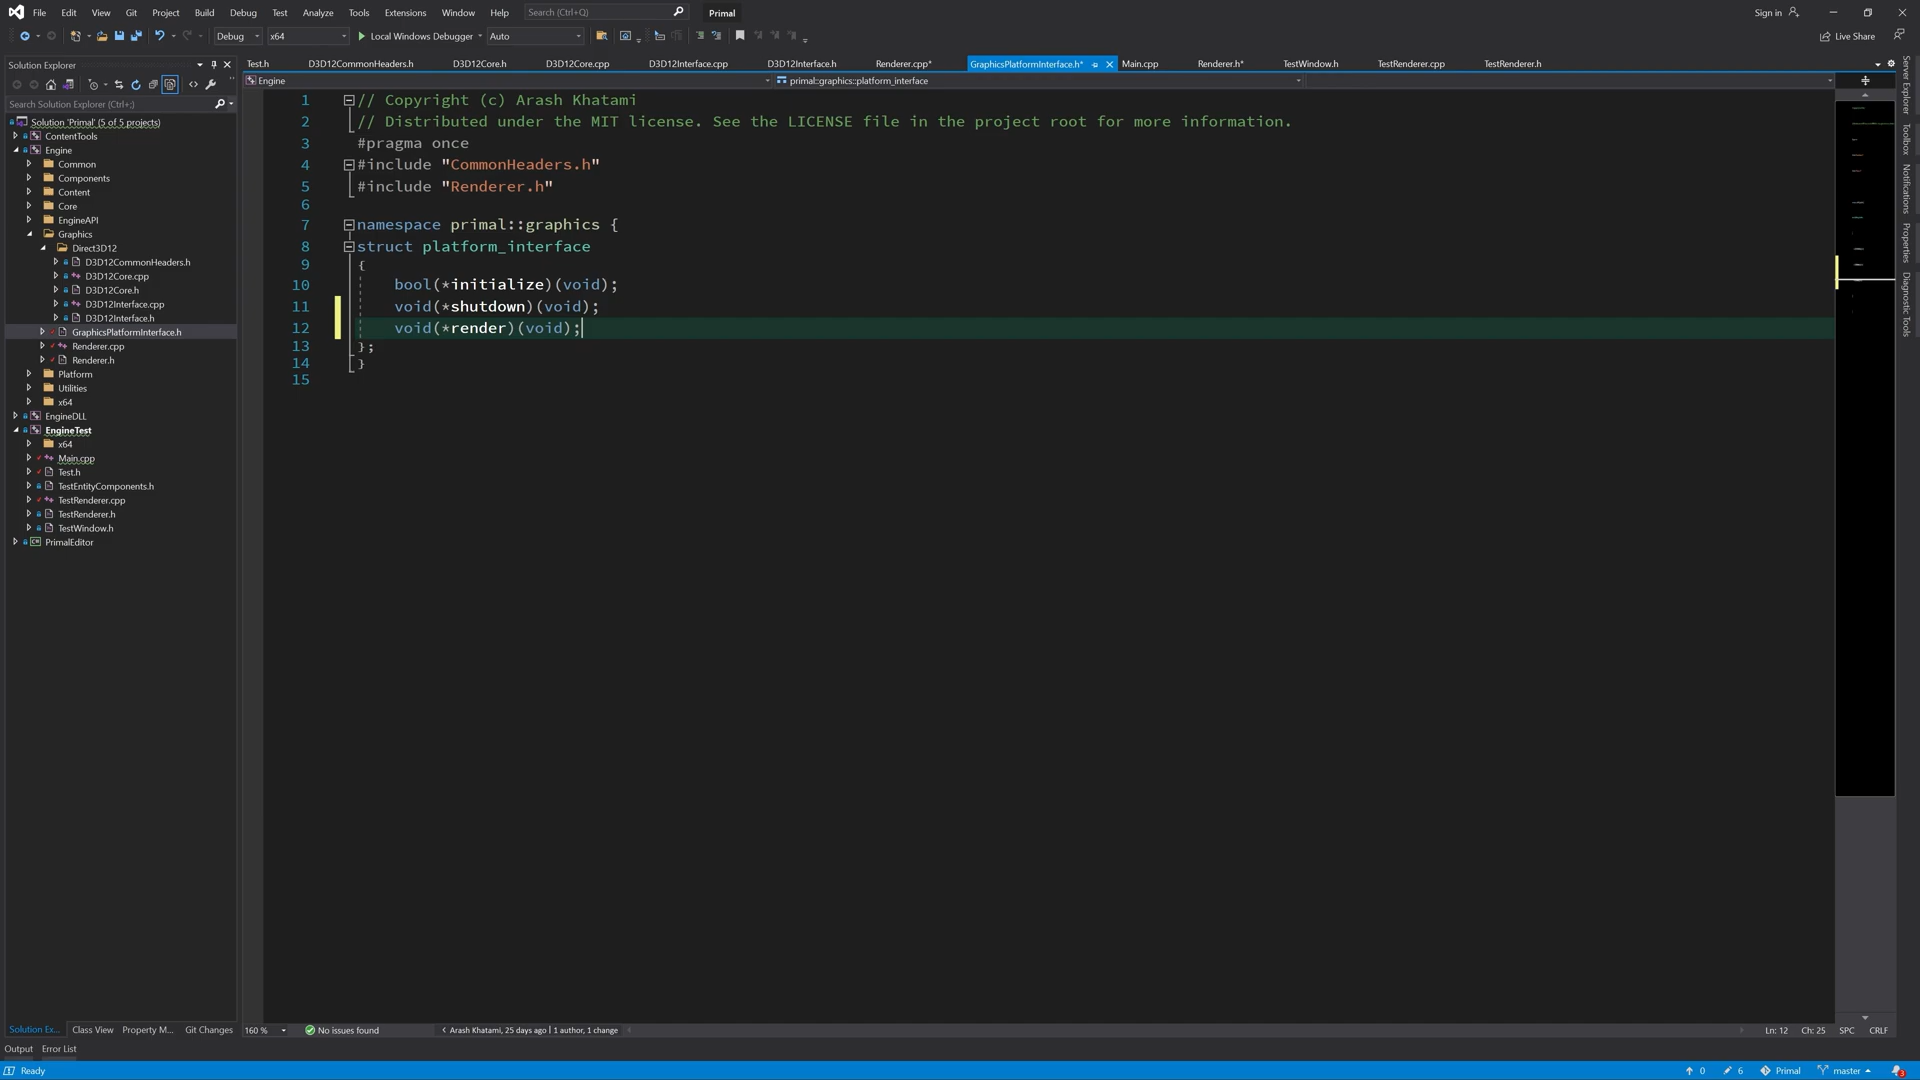 File Edit View Git Project Build Debug Test Analyze Tools Extensions Window Help Search (Ctrl+Q) Primal Sign in
Debug x64 Local Windows Debugger Auto Live Share
Solution Explorer
Test.h D3D12CommonHeaders.h D3D12Core.h D3D12Core.cpp D3D12Interface.cpp D3D12Interface.h Renderer.cpp* GraphicsPlatformInterface.h* Main.cpp Renderer.h* TestWindow.h TestRenderer.cpp TestRenderer.h
Engine primal::graphics::platform_interface
Search Solution Explorer (Ctrl+;)
Solution 'Primal' (5 of 5 projects)
ContentTools
Engine
Common
Components
Content
Core
EngineAPI
Graphics
Direct3D12
D3D12CommonHeaders.h
D3D12Core.cpp
D3D12Core.h
D3D12Interface.cpp
D3D12Interface.h
GraphicsPlatformInterface.h
Renderer.cpp
Renderer.h
Platform
Utilities
x64
EngineDLL
EngineTest
x64
Main.cpp
Test.h
TestEntityComponents.h
TestRenderer.cpp
TestRenderer.h
TestWindow.h
PrimalEditor
1 // Copyright (c) Arash Khatami
2 // Distributed under the MIT license. See the LICENSE file in the project root for more information.
3 #pragma once
4 #include "CommonHeaders.h"
5 #include "Renderer.h"
6
7 namespace primal::graphics {
8 struct platform_interface
9 {
10 bool(*initialize)(void);
11 void(*shutdown)(void);
12 void(*render)(void);
13 };
14 }
15
Server Explorer
Toolbox
Notifications
Properties
Diagnostic Tools
Solution Ex... Class View Property M... Git Changes
160 % No issues found Arash Khatami, 25 days ago | 1 author, 1 change Ln: 12 Ch: 25 SPC CRLF
Output Error List
Ready 0 6 Primal master 3